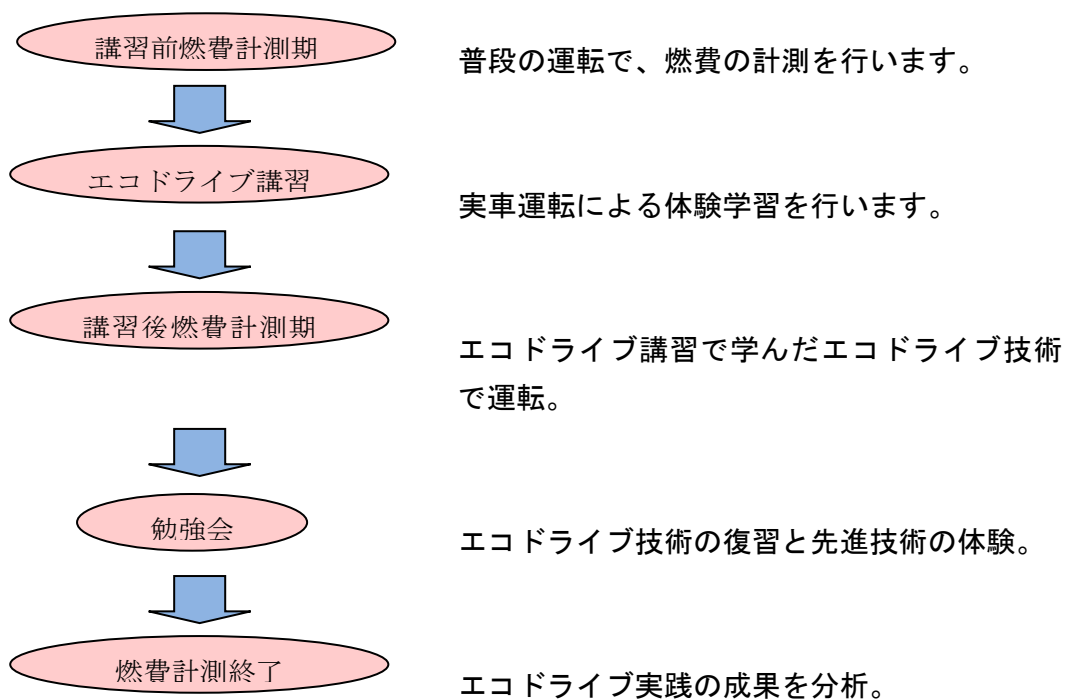 講習前燃費計測期
普段の運転で、燃費の計測を行います。
エコドライブ講習
実車運転による体験学習を行います。
講習後燃費計測期
エコドライブ講習で学んだエコドライブ技術
で運転。
勉強会
エコドライブ技術の復習と先進技術の体験。
燃費計測終了
エコドライブ実践の成果を分析。